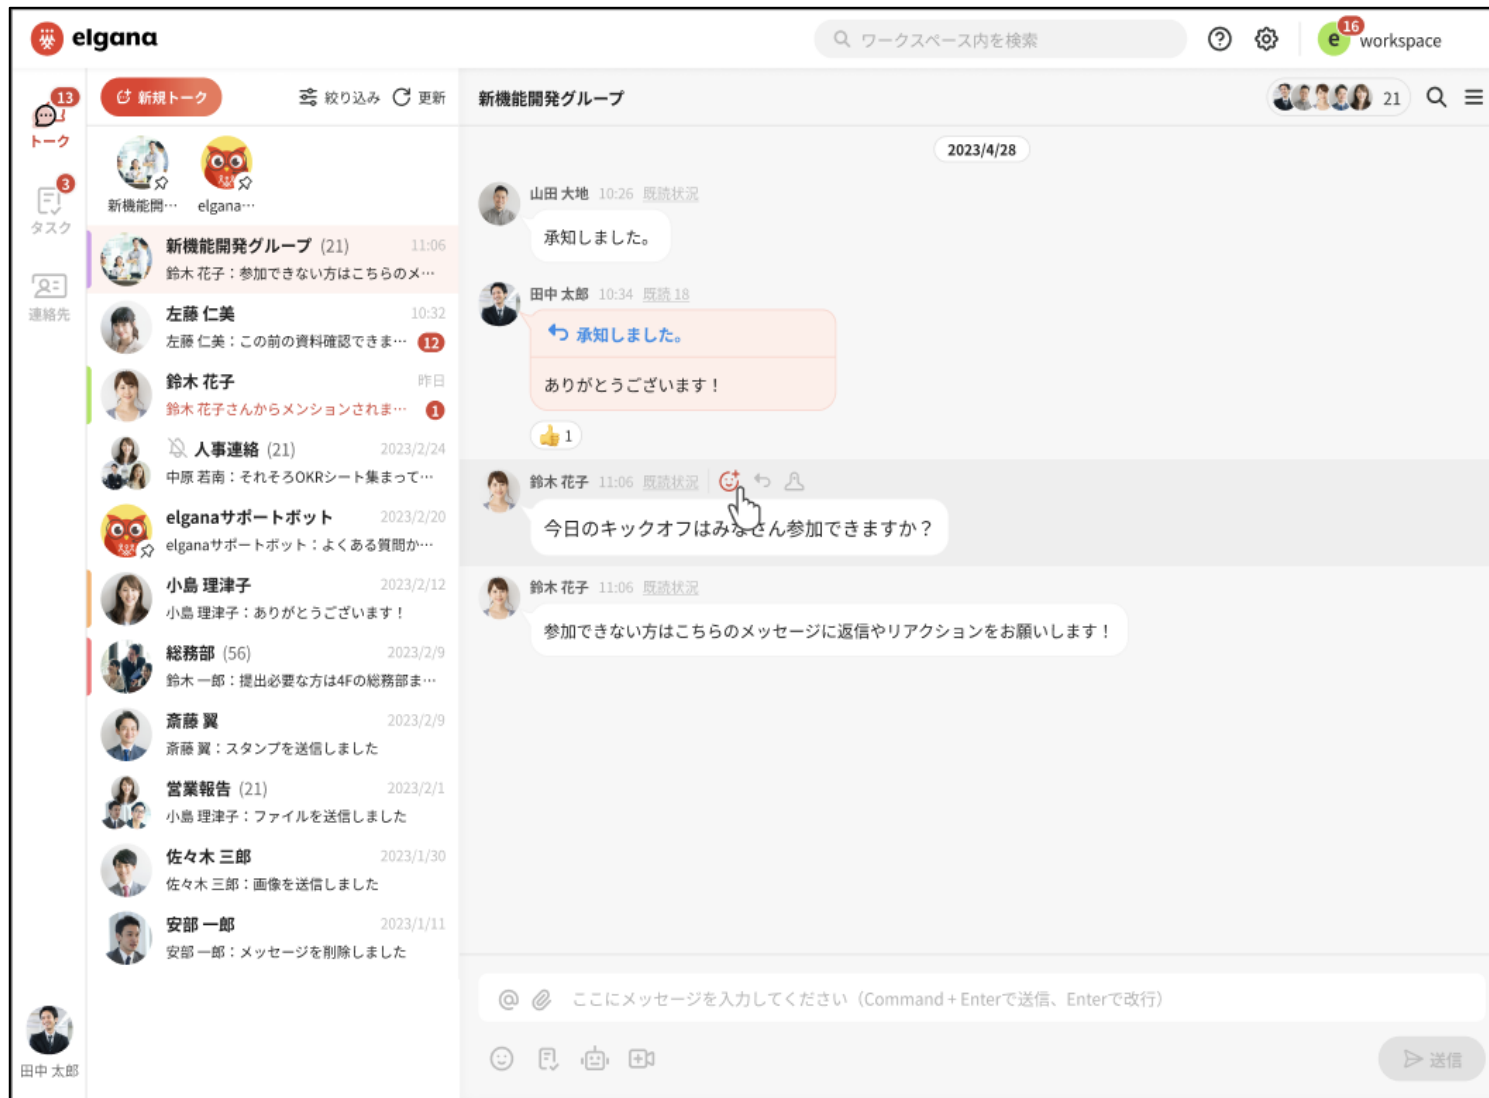 elgana
ワークスペース内を検索
e
16
workspace
13
トーク
3
タスク
連絡先
田中 太郎
新規トーク
絞り込み
更新
新機能開…
elgana…
新機能開発グループ (21) 11:06
鈴木 花子：参加できない方はこちらのメ…
左藤 仁美 10:32
左藤 仁美：この前の資料確認できま… 12
鈴木 花子 昨日
鈴木 花子さんからメンションされま… 1
人事連絡 (21) 2023/2/24
中原 若南：それそろOKRシート集まって…
elganaサポートボット 2023/2/20
elganaサポートボット：よくある質問か…
小島 理津子 2023/2/12
小島 理津子：ありがとうございます！
総務部 (56) 2023/2/9
鈴木 一郎：提出必要な方は4Fの総務部ま…
斎藤 翼 2023/2/9
斎藤 翼：スタンプを送信しました
営業報告 (21) 2023/2/1
小島 理津子：ファイルを送信しました
佐々木 三郎 2023/1/30
佐々木 三郎：画像を送信しました
安部 一郎 2023/1/11
安部 一郎：メッセージを削除しました
新機能開発グループ
21
2023/4/28
山田 大地 10:26 既読状況
承知しました。
田中 太郎 10:34 既読 18
承知しました。
ありがとうございます！
1
鈴木 花子 11:06 既読状況
今日のキックオフはみなさん参加できますか？
鈴木 花子 11:06 既読状況
参加できない方はこちらのメッセージに返信やリアクションをお願いします！
ここにメッセージを入力してください（Command + Enterで送信、Enterで改行）
送信